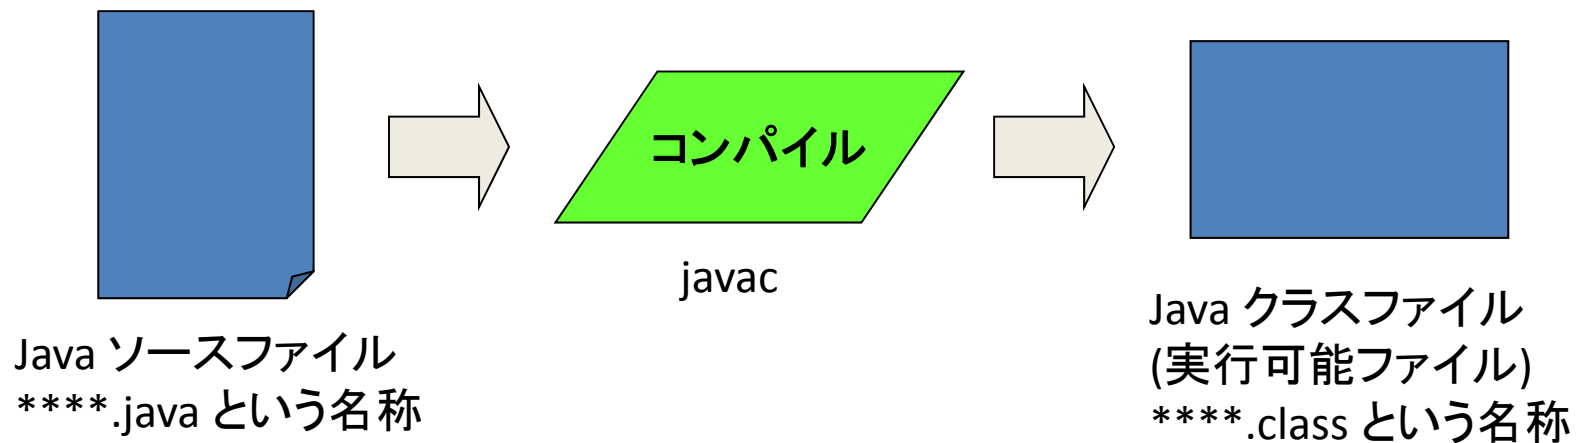 コンパイル
javac
Java ソースファイル
****.java という名称
Java クラスファイル
(実行可能ファイル)
****.class という名称